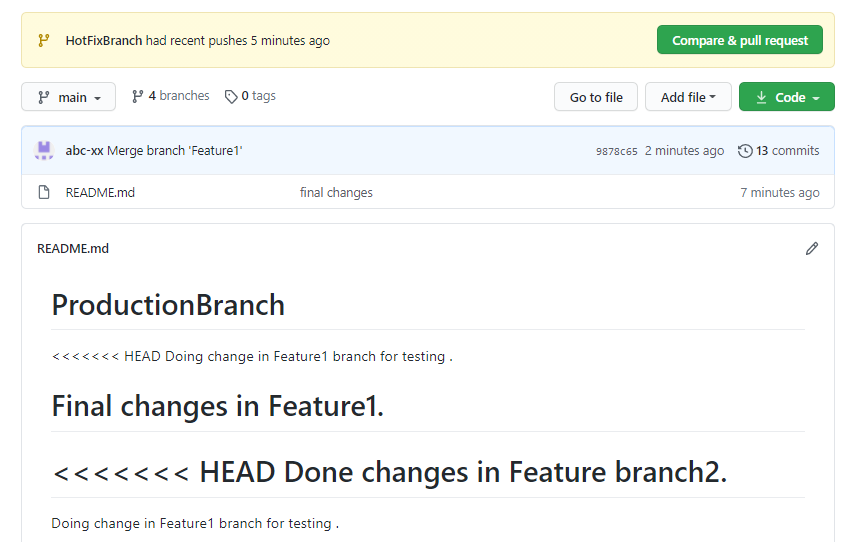 HotFixBranch had recent pushes 5 minutes ago
Compare & pull request
main
4 branches
0 tags
Go to file
Add file
Code
abc-xx Merge branch 'Feature1'
9878c65 2 minutes ago
13 commits
README.md
final changes
7 minutes ago
README.md
ProductionBranch
<<<<<<< HEAD Doing change in Feature1 branch for testing .
Final changes in Feature1.
<<<<<<< HEAD Done changes in Feature branch2.
Doing change in Feature1 branch for testing .